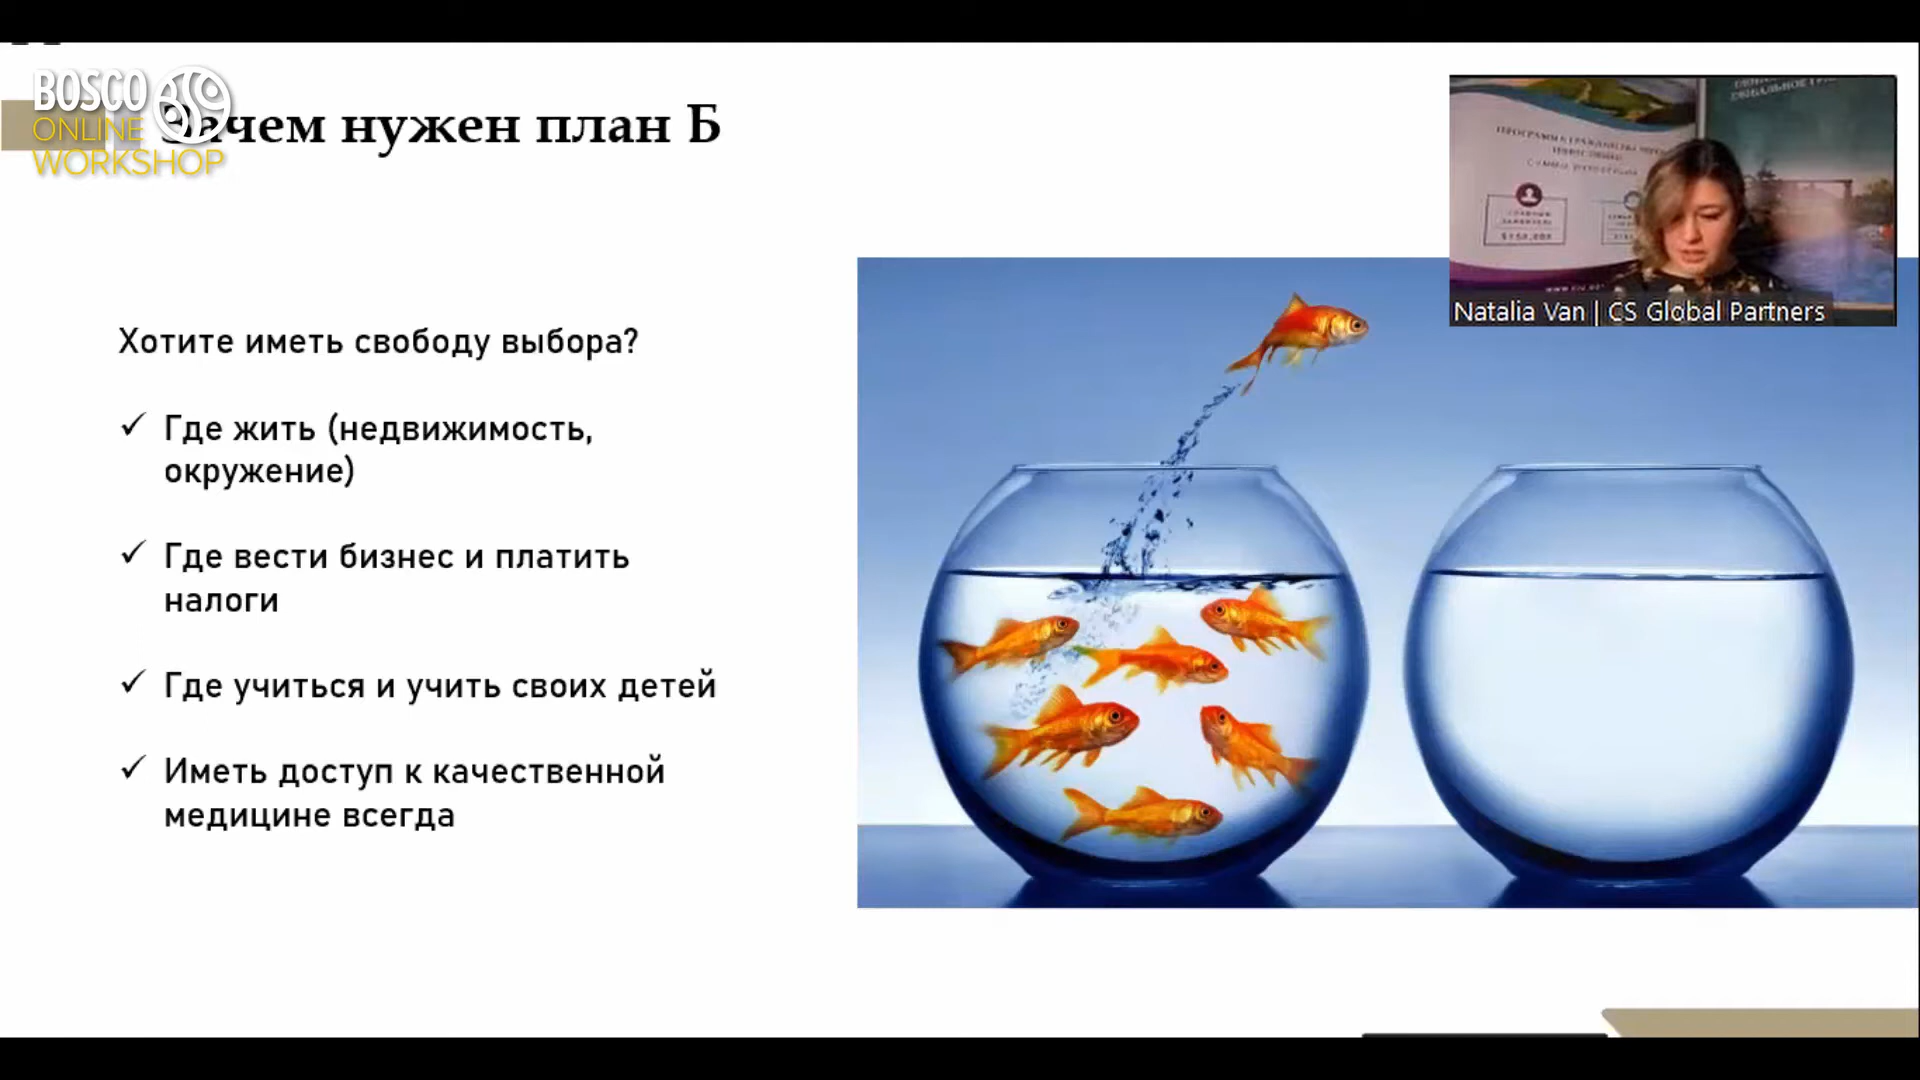 BOSCO
ONLINE
WORKSHOP
Зачем нужен план Б
Natalia Van | CS Global Partners
Хотите иметь свободу выбора?
✓ Где жить (недвижимость,
окружение)
✓ Где вести бизнес и платить
налоги
✓ Где учиться и учить своих детей
✓ Иметь доступ к качественной
медицине всегда